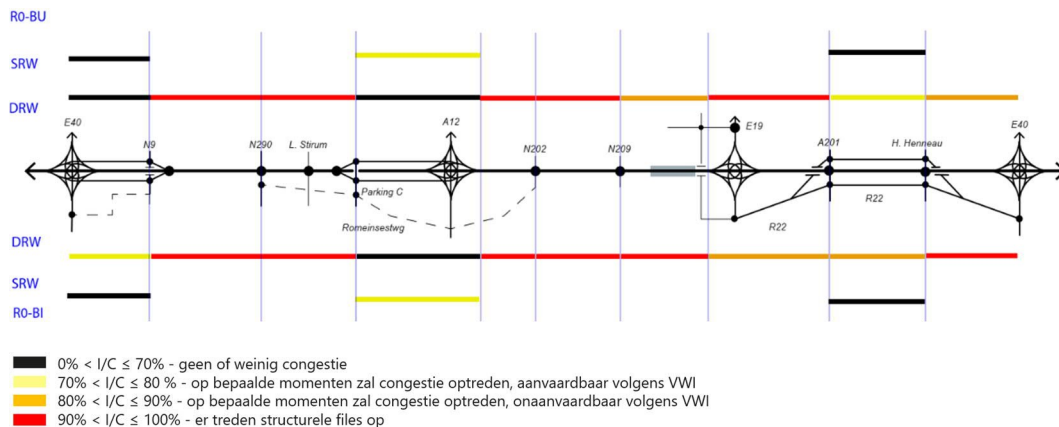 R0-BU
SRW
DRW
E40
N9
N290
L. Stirum
A12
N202
N209
E19
A201
H. Henneau
E40
Parking C
Romeinsestwg
R22
R22
DRW
SRW
R0-BI
0% < I/C ≤ 70% - geen of weinig congestie
70% < I/C ≤ 80 % - op bepaalde momenten zal congestie optreden, aanvaardbaar volgens VWI
80% < I/C ≤ 90% - op bepaalde momenten zal congestie optreden, onaanvaardbaar volgens VWI
90% < I/C ≤ 100% - er treden structurele files op